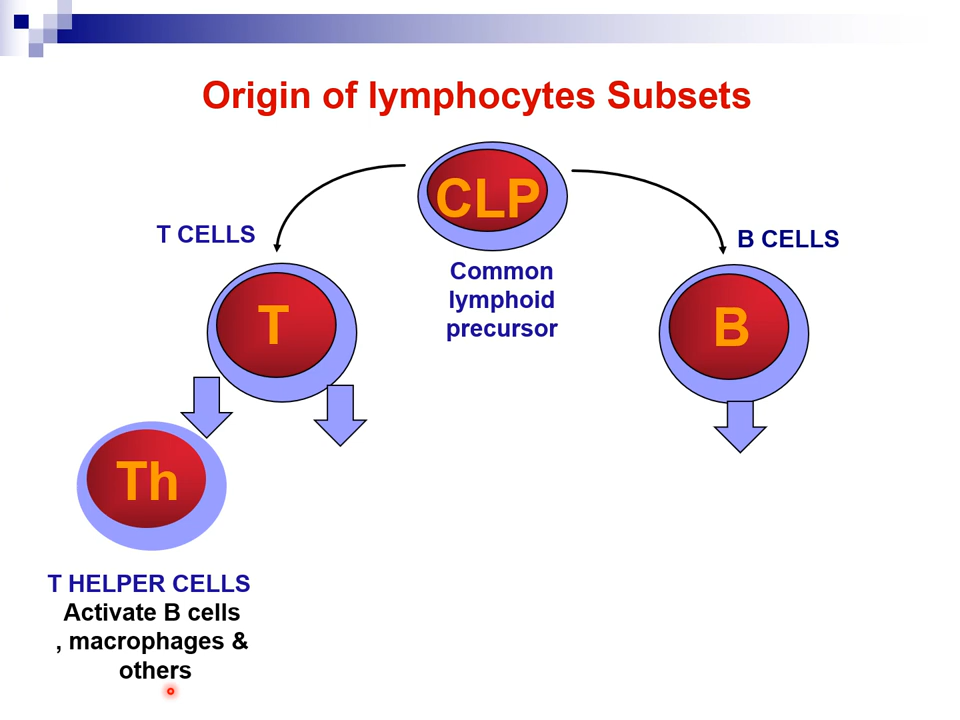 Origin of lymphocytes Subsets
CLP
T CELLS
B CELLS
Common
lymphoid
precursor
T
B
Th
T HELPER CELLS
Activate B cells
, macrophages &
others